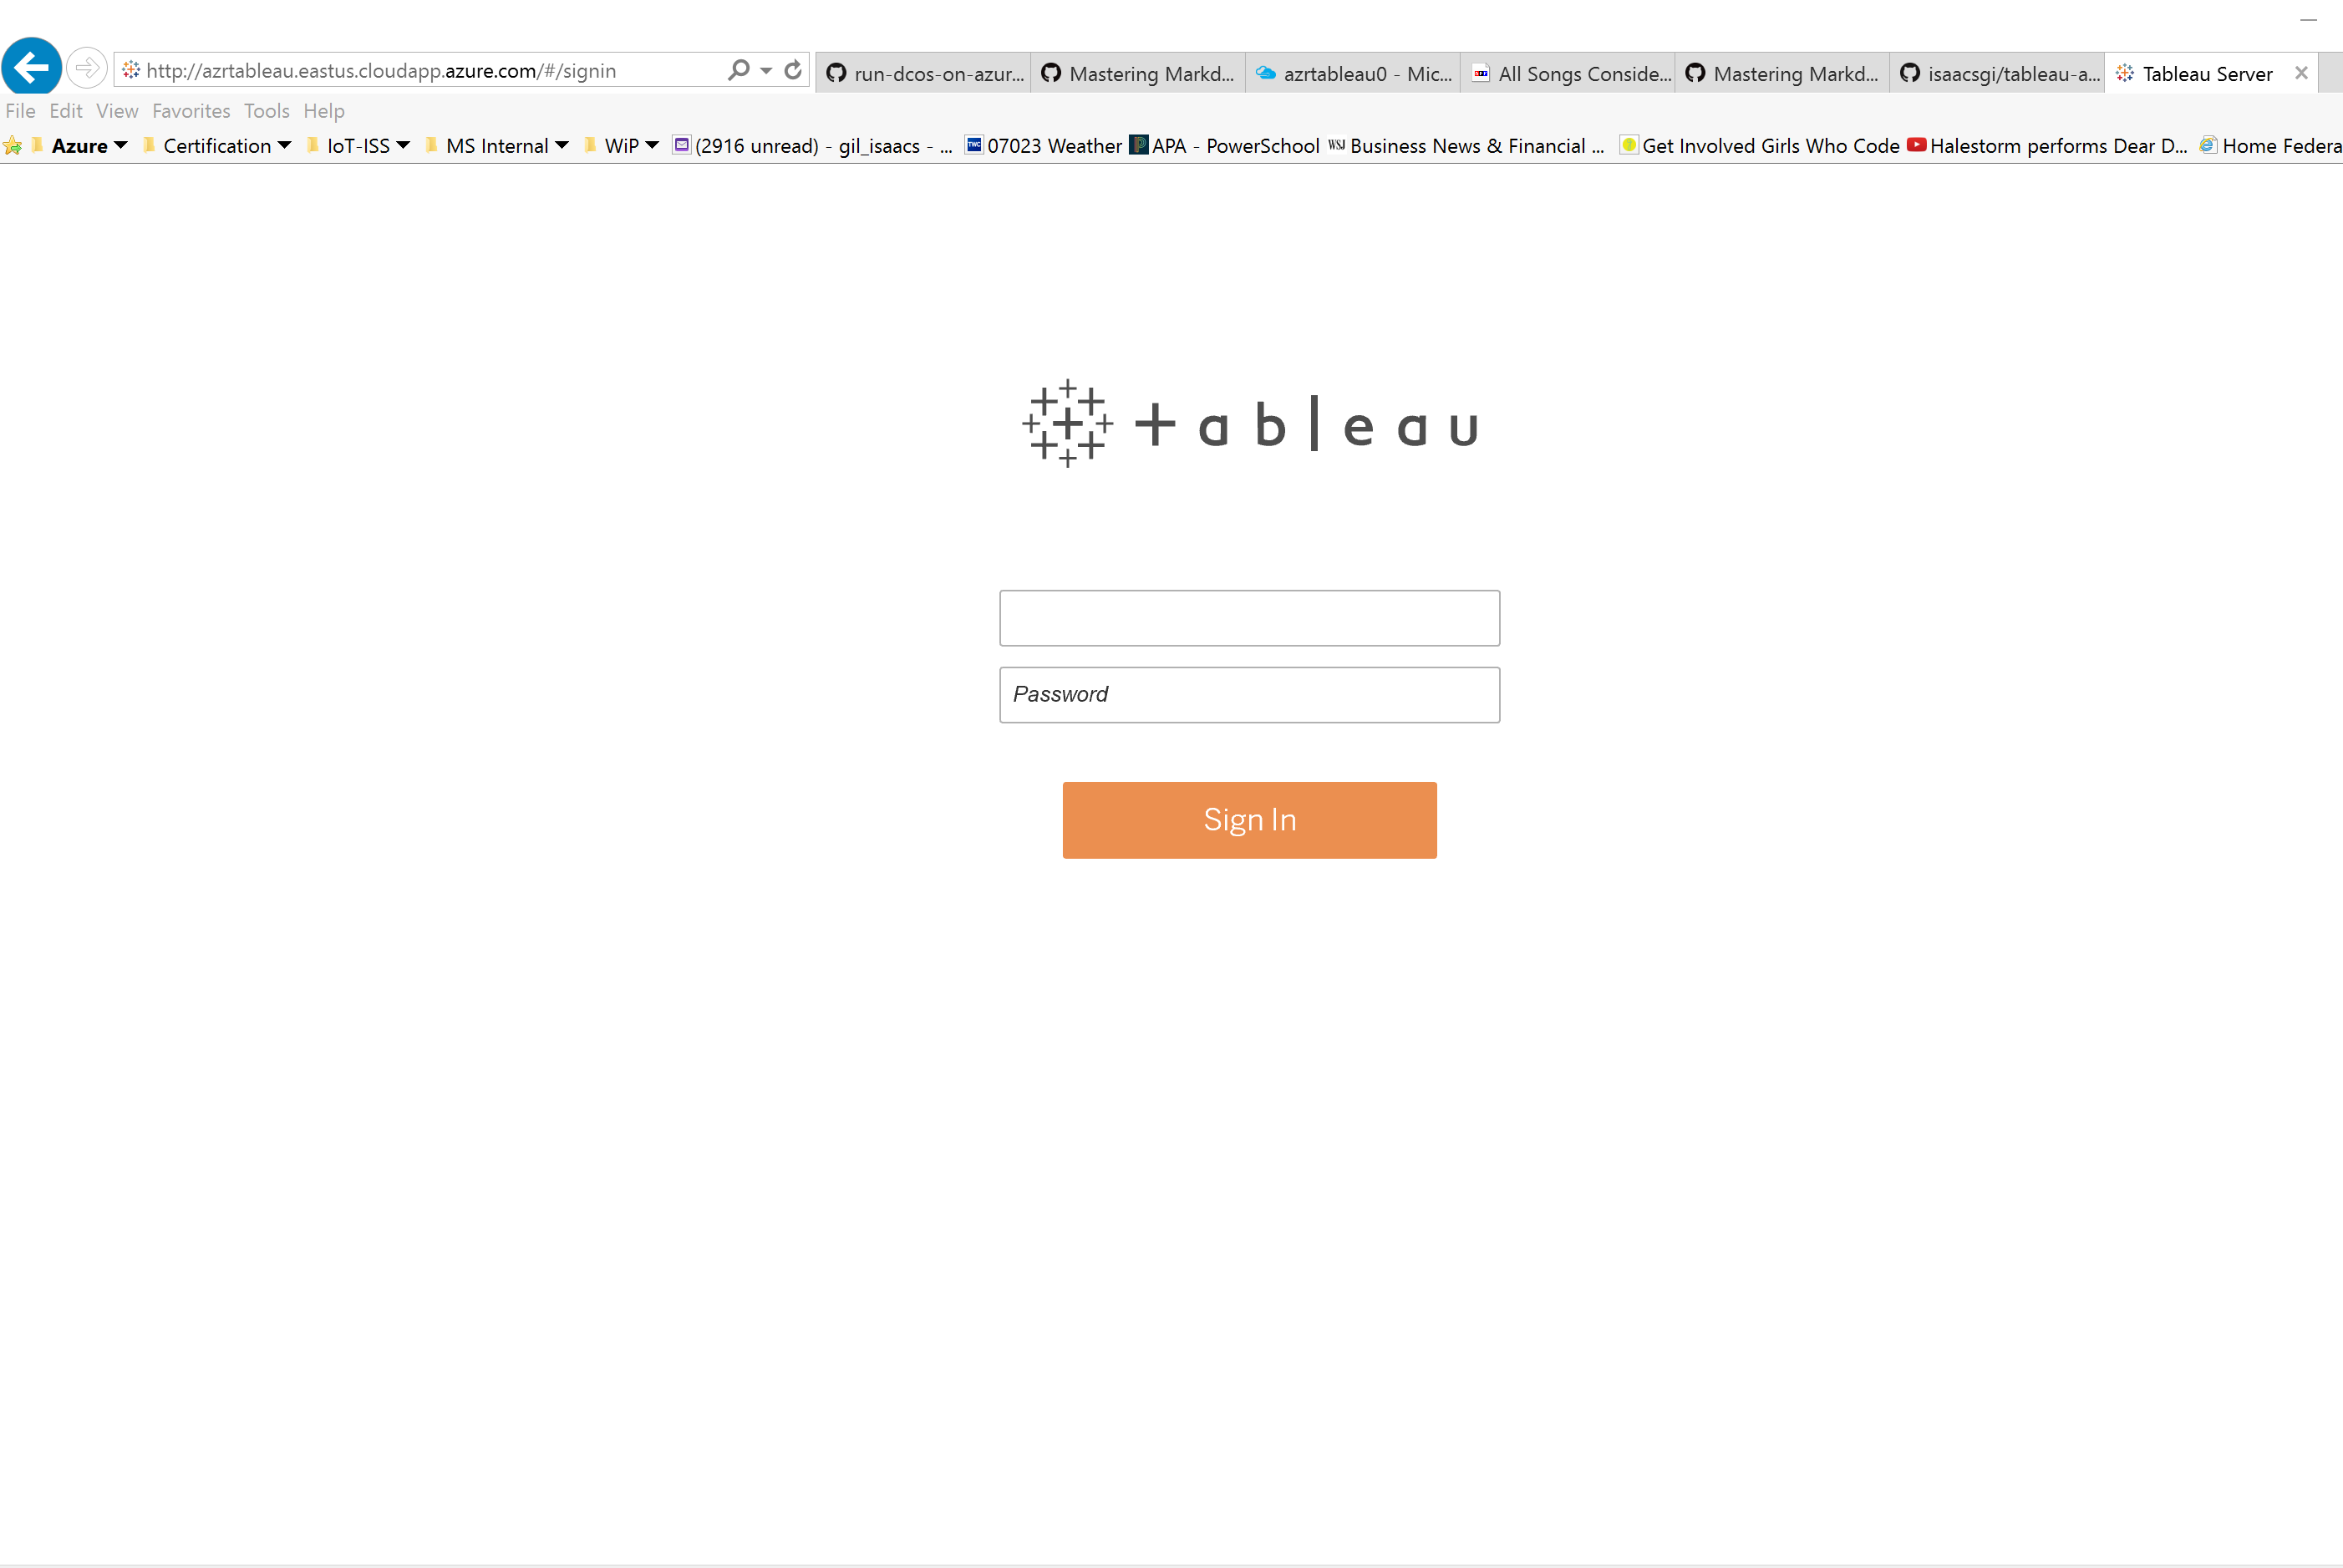 http://azrtableau.eastus.cloudapp.azure.com/#/signin
run-dcos-on-azur...
Mastering Markd...
azrtableau0 - Mic...
All Songs Conside...
Mastering Markd...
isaacsgi/tableau-a...
Tableau Server
File Edit View Favorites Tools Help
Azure Certification IoT-ISS MS Internal WiP (2916 unread) - gil_isaacs - ... TWC 07023 Weather APA - PowerSchool WSJ Business News & Financial ... Get Involved Girls Who Code Halestorm performs Dear D... Home Federa
+ableau
Password
Sign In